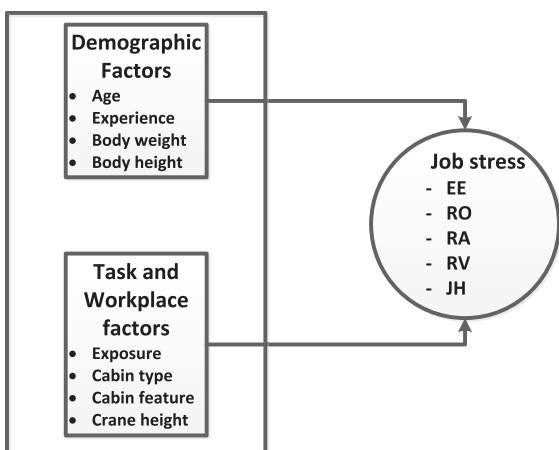 Demographic
Factors
• Age
• Experience
• Body weight
• Body height
Job stress
- EE
- RO
- RA
- RV
- JH
Task and
Workplace
factors
• Exposure
• Cabin type
• Cabin feature
• Crane height